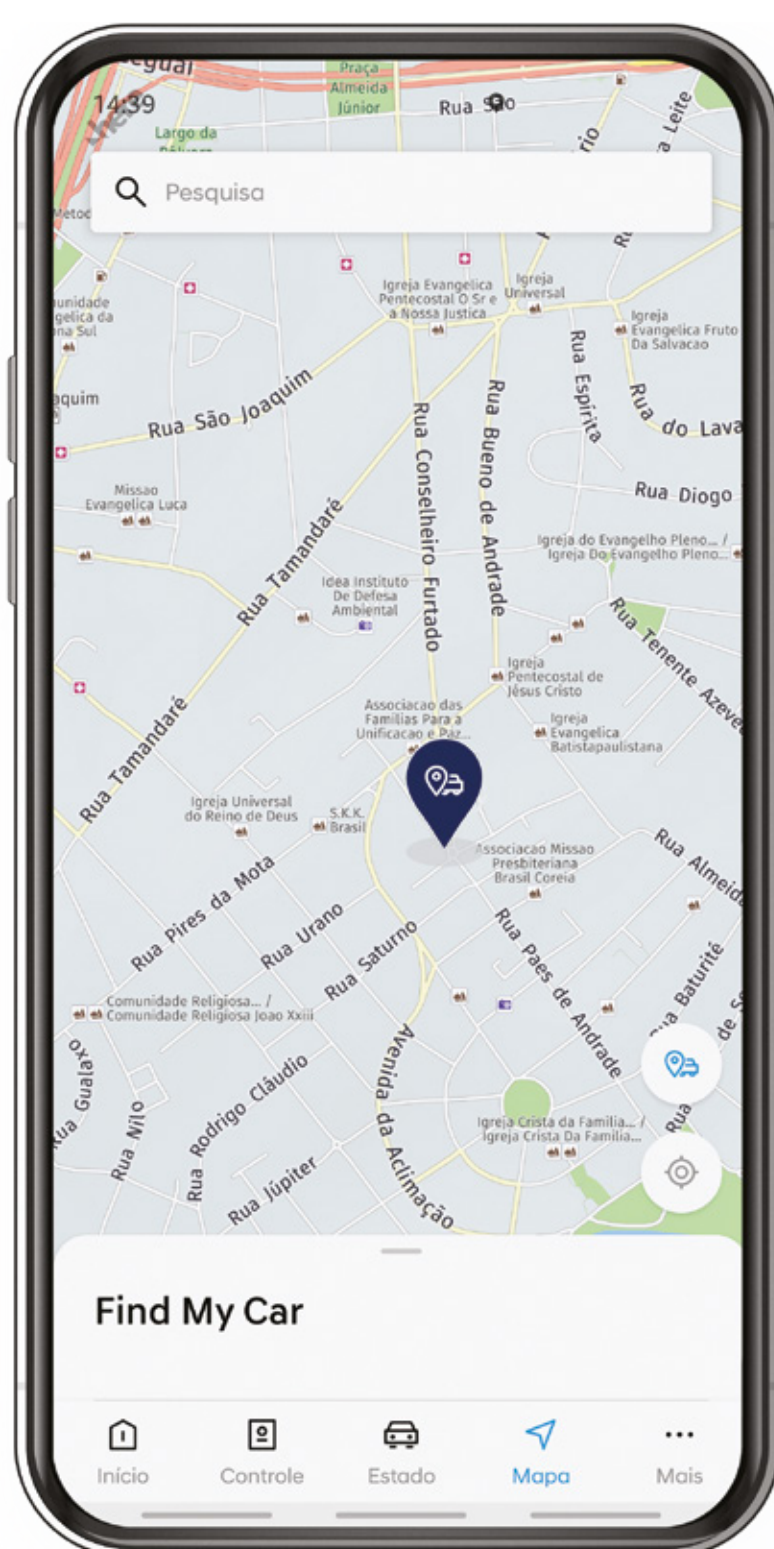 14:39
Praça
Almeida
Júnior
Rua São
Largo da
Pesquisa
Igreja Evangelica
Pentecostal O Sr e
a Nossa Justica
Igreja
Universal
Igreja
Evangelica Fruto
Da Salvacao
Rua São Joaquim
Rua Conselheiro Furtado
Rua Bueno de Andrade
Rua Espírita
Rua do Lava
Rua Diogo
Missao
Evangelica Luca
Rua Tamandaré
Idea Instituto
De Defesa
Ambiental
Igreja do Evangelho Pleno... /
Igreja Do Evangelho Pleno...
Rua Tenente Azeve
Igreja
Pentecostal de
Jesus Cristo
Associacao das
Familias Para a
Unificacao e Paz...
Igreja
Evangelica
Batistapaulistana
Rua Tamandaré
Igreja Universal
do Reino de Deus
S.K.K.
Brasil
Associacao Missao
Presbiteriana
Brasil Coreia
Rua Almeida
Rua Pires da Mota
Rua Urano
Rua Saturno
Rua Paes de Andrade
Comunidade Religiosa... /
Comunidade Religiosa Joao Xxiii
Rua Baturité
Rua Gualaxo
Rua Nilo
Rua Rodrigo Cláudio
Rua Júpiter
Avenida da Aclimação
Igreja Crista da Familia... /
Igreja Crista Da Familia...
Rua
Find My Car
Início
Controle
Estado
Mapa
Mais